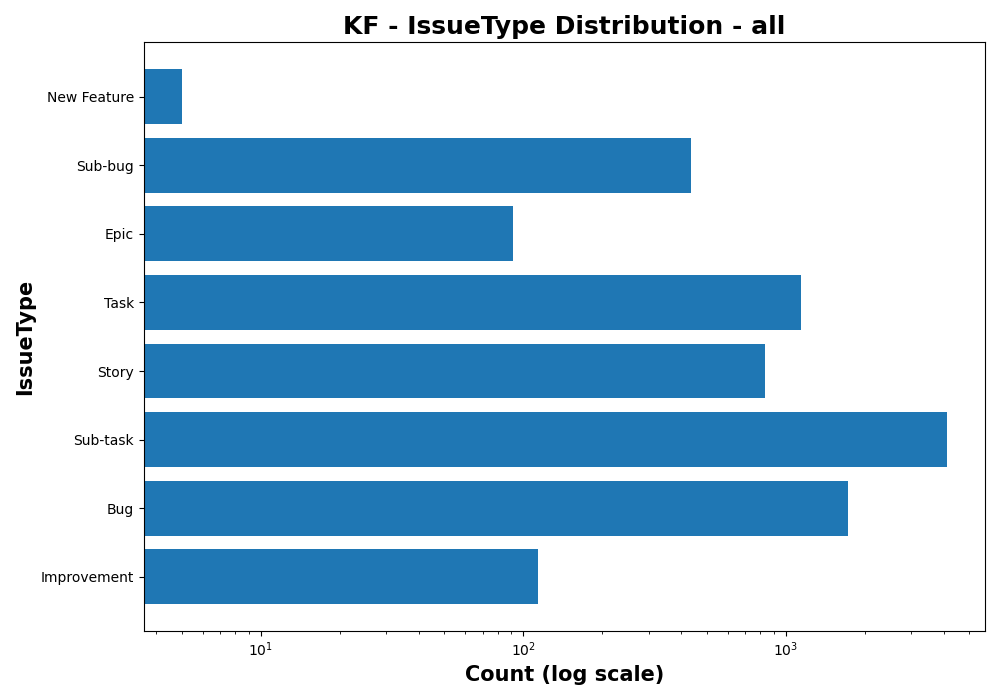 KF - IssueType Distribution - all
IssueType
New Feature
Sub-bug
Epic
Task
Story
Sub-task
Bug
Improvement
10¹ 10² 10³
Count (log scale)